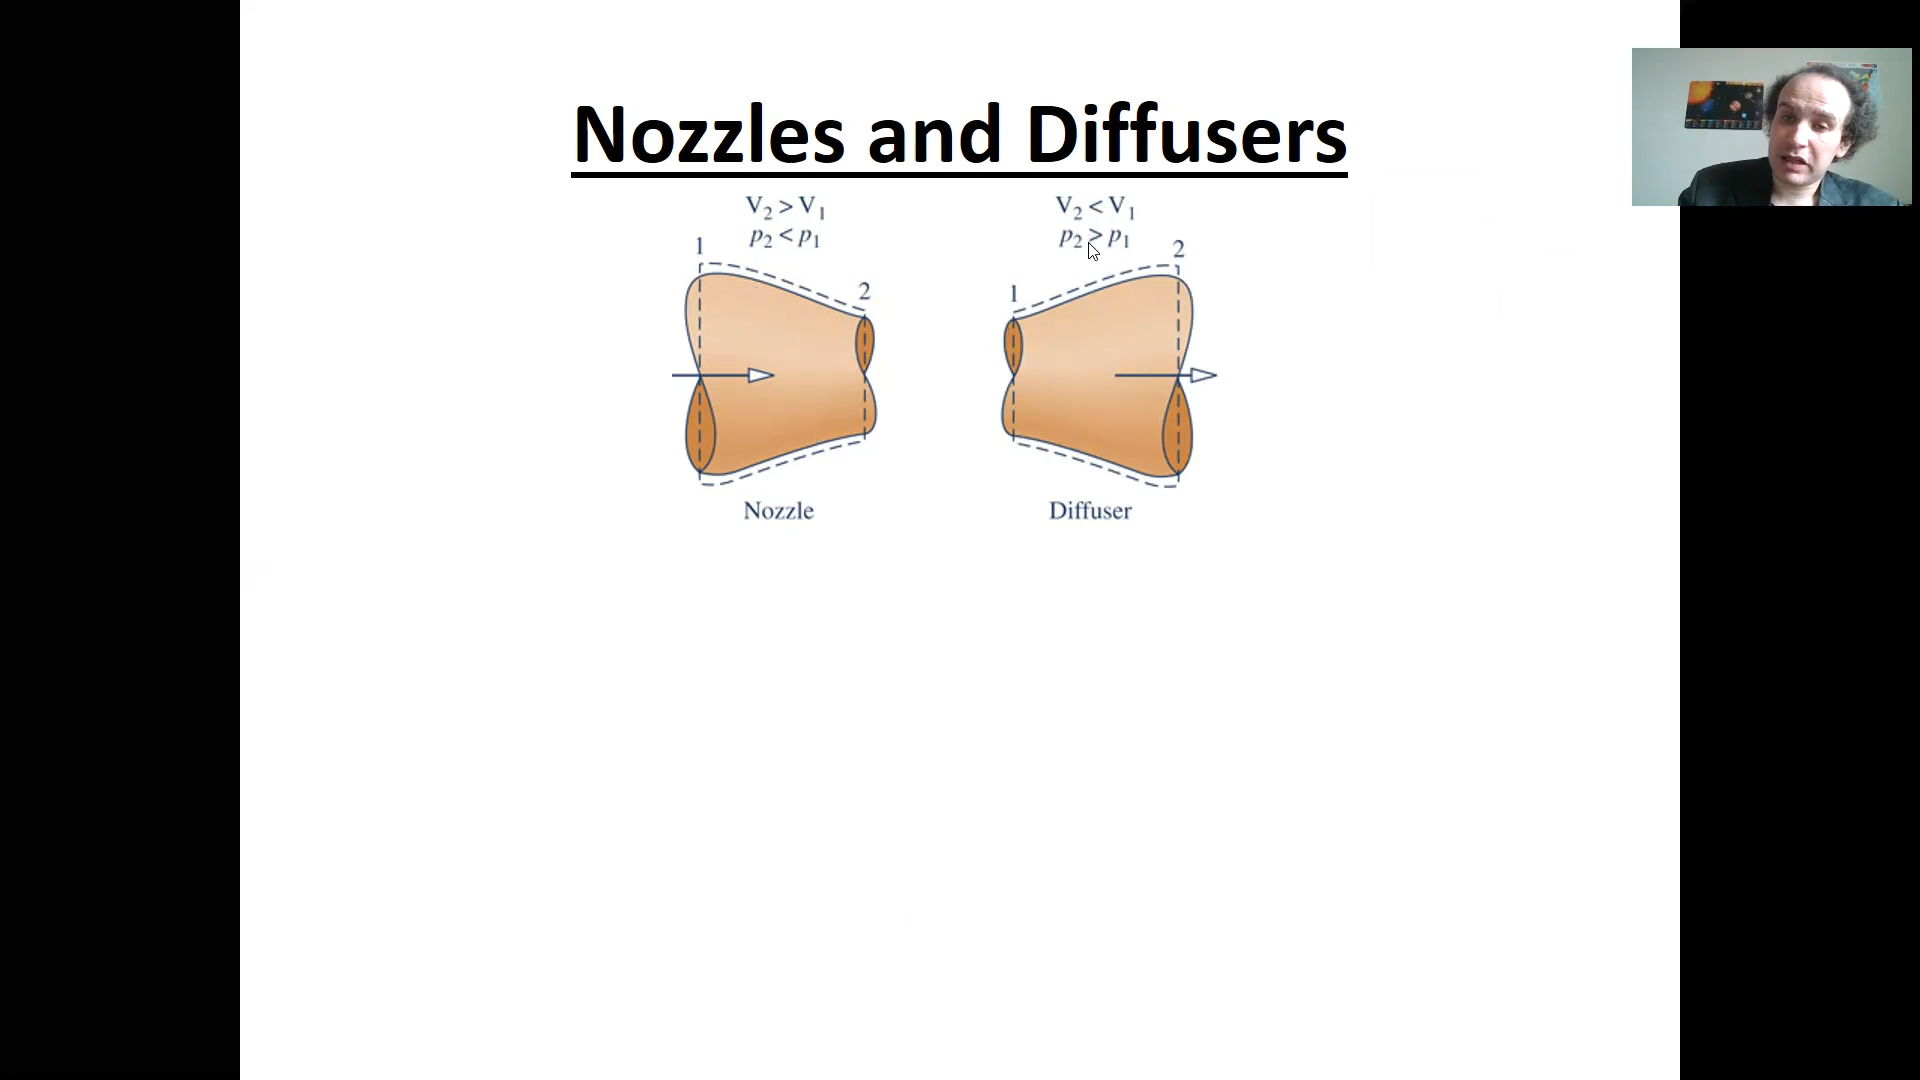 Nozzles and Diffusers
V₂ > V₁
p₂ < p₁
1
2
Nozzle
V₂ < V₁
p₂ > p₁
1
2
Diffuser